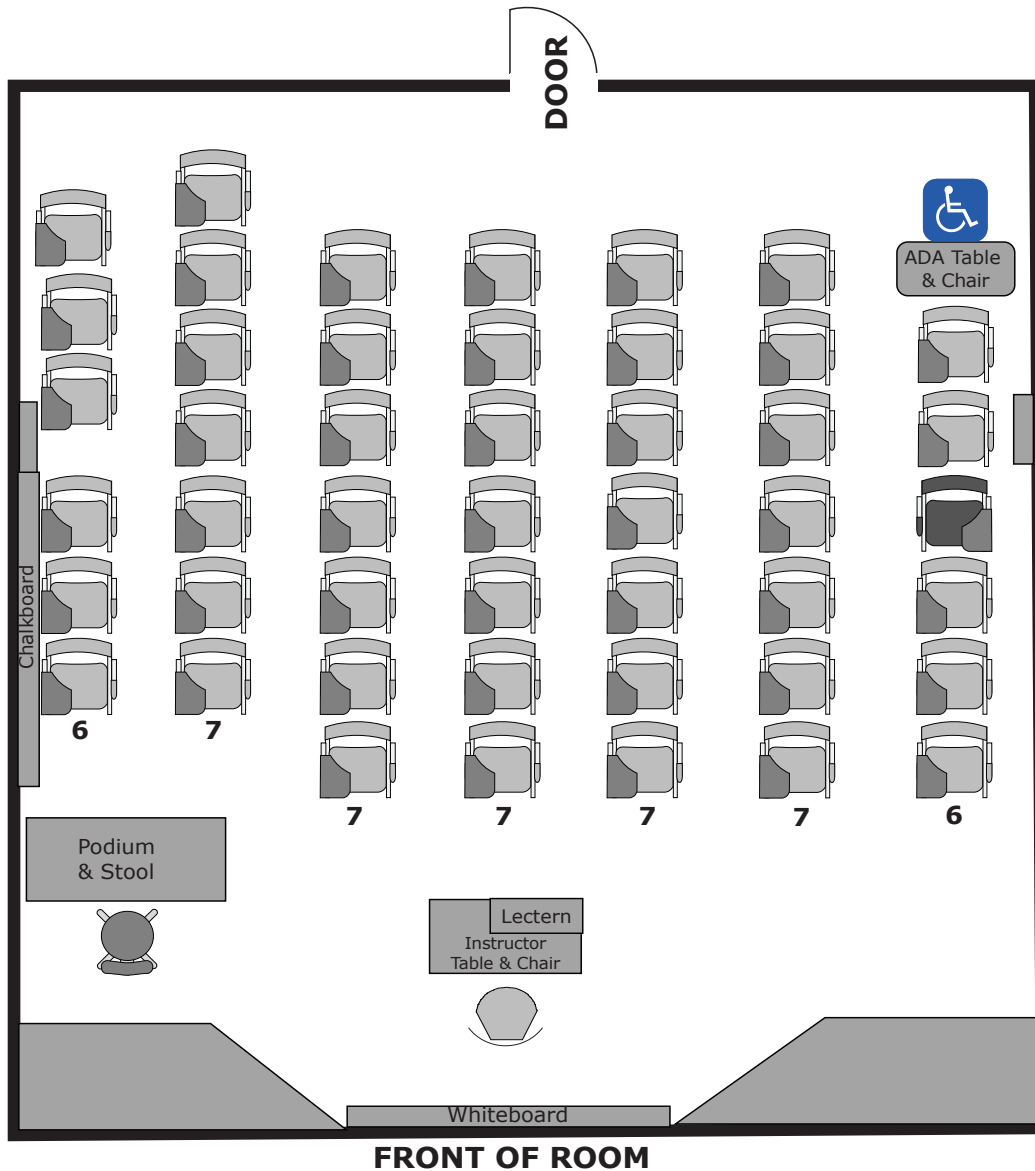 DOOR
ADA Table
& Chair
Chalkboard
6
7
7
7
7
7
6
Podium
& Stool
Lectern
Instructor
Table & Chair
Whiteboard
FRONT OF ROOM